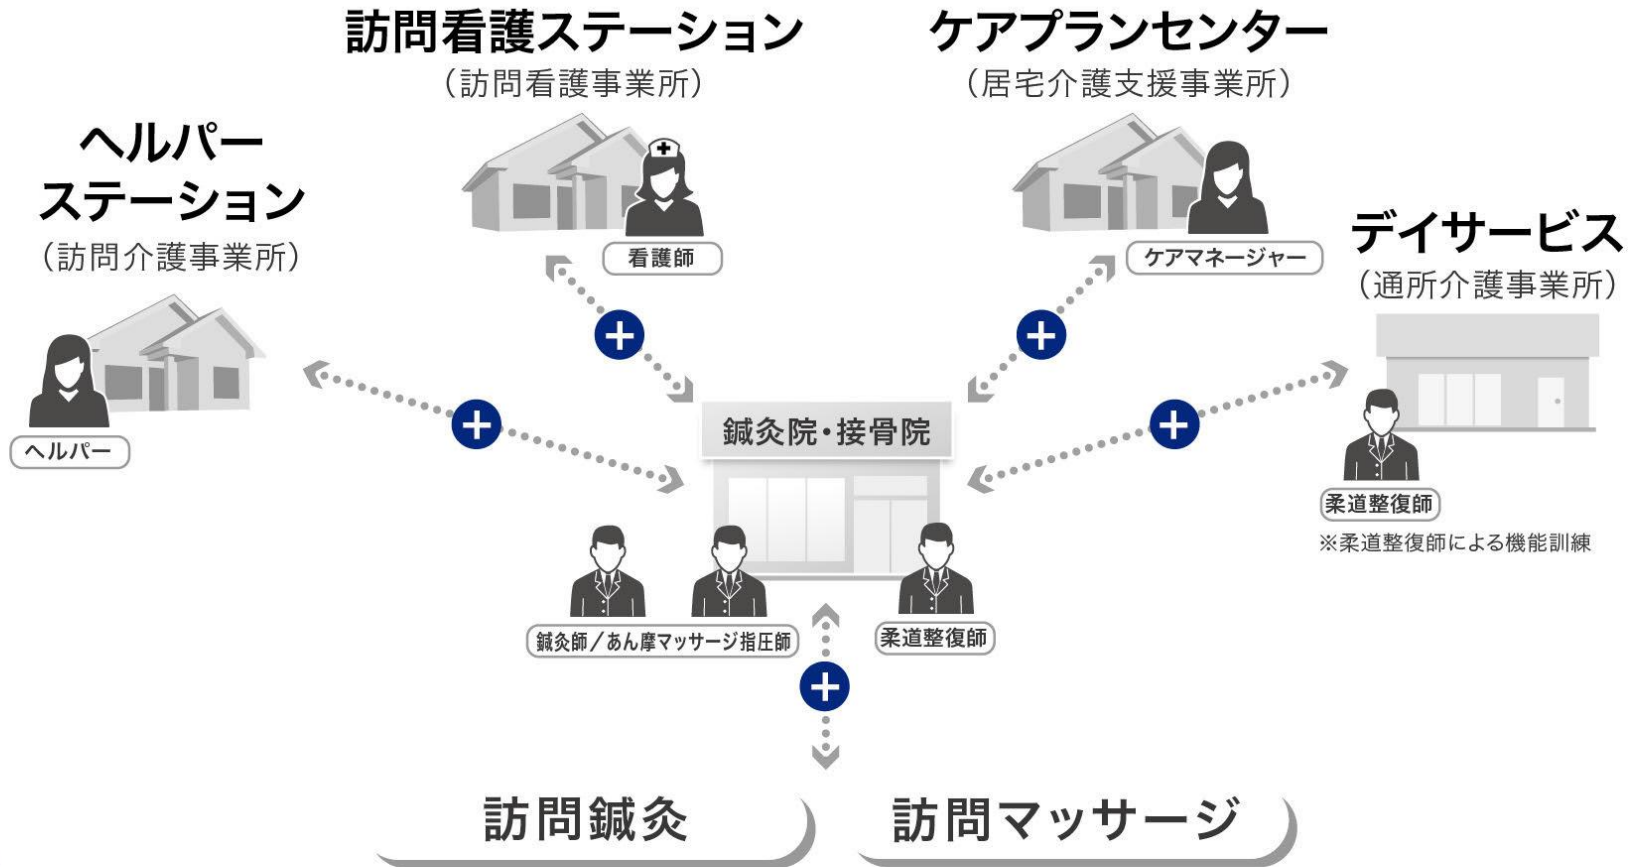 訪問看護ステーション
(訪問看護事業所)
看護師
ケアプランセンター
(居宅介護支援事業所)
ケアマネージャー
ヘルパー
ステーション
(訪問介護事業所)
ヘルパー
デイサービス
(通所介護事業所)
柔道整復師
※柔道整復師による機能訓練
鍼灸院・接骨院
鍼灸師/あん摩マッサージ指圧師
柔道整復師
訪問鍼灸
訪問マッサージ